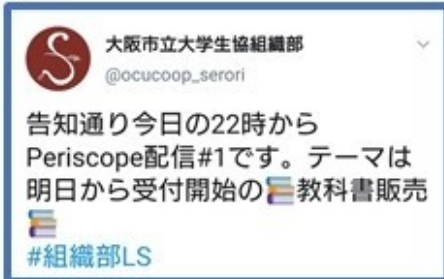 大阪市立大学生協組織部
@ocucoop_serori
告知通り今日の22時から
Periscope配信#1です。テーマは
明日から受付開始の📚教科書販売
📚
#組織部LS